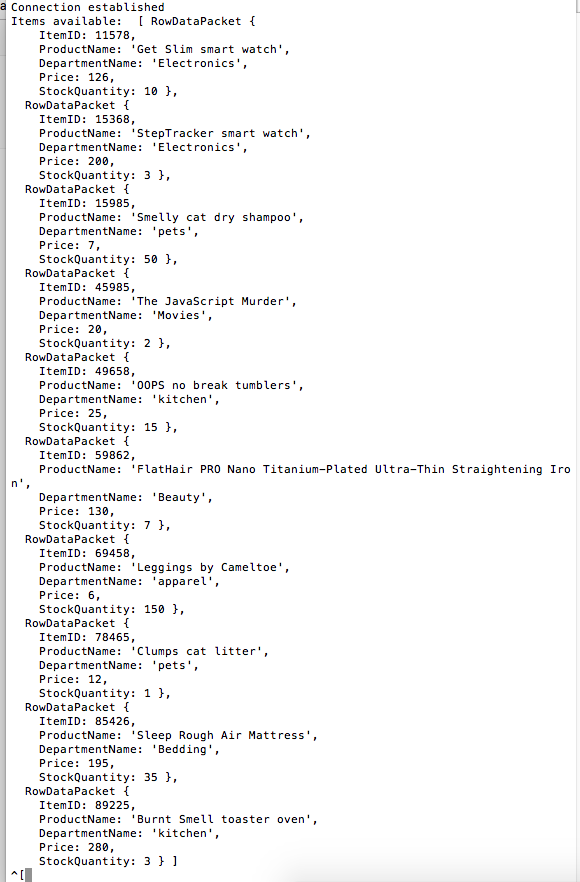 Connection established
Items available:  [ RowDataPacket {
    ItemID: 11578,
    ProductName: 'Get Slim smart watch',
    DepartmentName: 'Electronics',
    Price: 126,
    StockQuantity: 10 },
  RowDataPacket {
    ItemID: 15368,
    ProductName: 'StepTracker smart watch',
    DepartmentName: 'Electronics',
    Price: 200,
    StockQuantity: 3 },
  RowDataPacket {
    ItemID: 15985,
    ProductName: 'Smelly cat dry shampoo',
    DepartmentName: 'pets',
    Price: 7,
    StockQuantity: 50 },
  RowDataPacket {
    ItemID: 45985,
    ProductName: 'The JavaScript Murder',
    DepartmentName: 'Movies',
    Price: 20,
    StockQuantity: 2 },
  RowDataPacket {
    ItemID: 49658,
    ProductName: 'OOPS no break tumblers',
    DepartmentName: 'kitchen',
    Price: 25,
    StockQuantity: 15 },
  RowDataPacket {
    ItemID: 59862,
    ProductName: 'FlatHair PRO Nano Titanium-Plated Ultra-Thin Straightening Iro
n',
    DepartmentName: 'Beauty',
    Price: 130,
    StockQuantity: 7 },
  RowDataPacket {
    ItemID: 69458,
    ProductName: 'Leggings by Cameltoe',
    DepartmentName: 'apparel',
    Price: 6,
    StockQuantity: 150 },
  RowDataPacket {
    ItemID: 78465,
    ProductName: 'Clumps cat litter',
    DepartmentName: 'pets',
    Price: 12,
    StockQuantity: 1 },
  RowDataPacket {
    ItemID: 85426,
    ProductName: 'Sleep Rough Air Mattress',
    DepartmentName: 'Bedding',
    Price: 195,
    StockQuantity: 35 },
  RowDataPacket {
    ItemID: 89225,
    ProductName: 'Burnt Smell toaster oven',
    DepartmentName: 'kitchen',
    Price: 280,
    StockQuantity: 3 } ]
^[